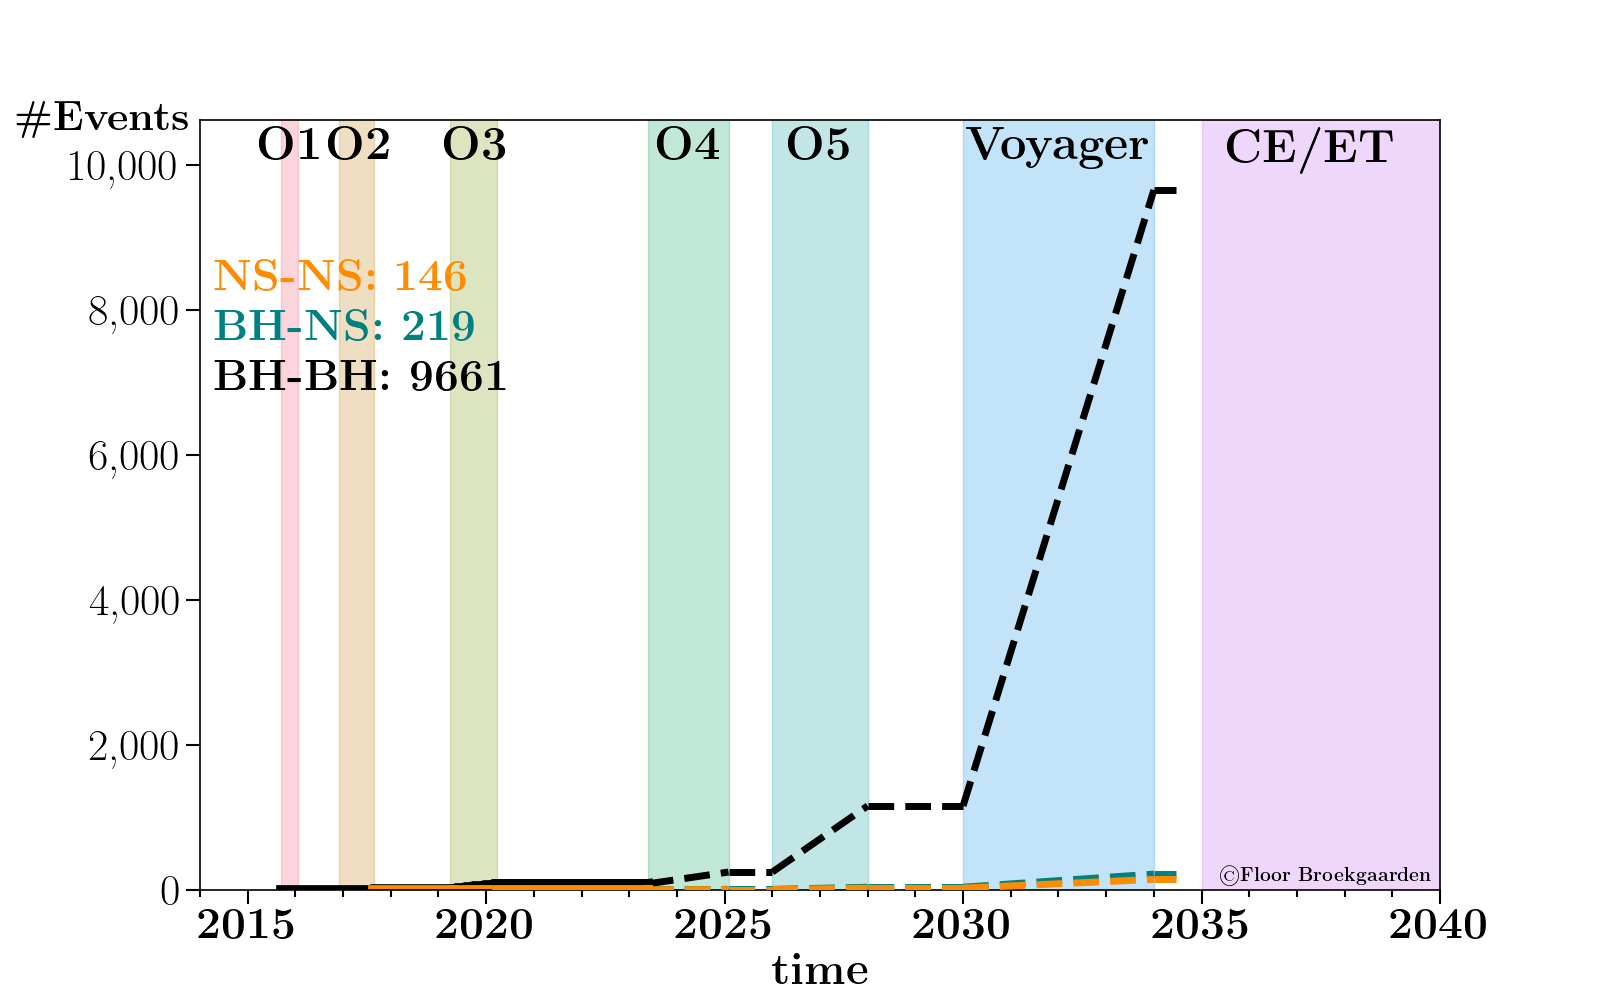 #Events
O1 O2 O3 O4 O5 Voyager CE/ET
10,000
NS-NS: 146
8,000
BH-NS: 219
BH-BH: 9661
6,000
4,000
2,000
©Floor Broekgaarden
0
2015 2020 2025 2030 2035 2040
time